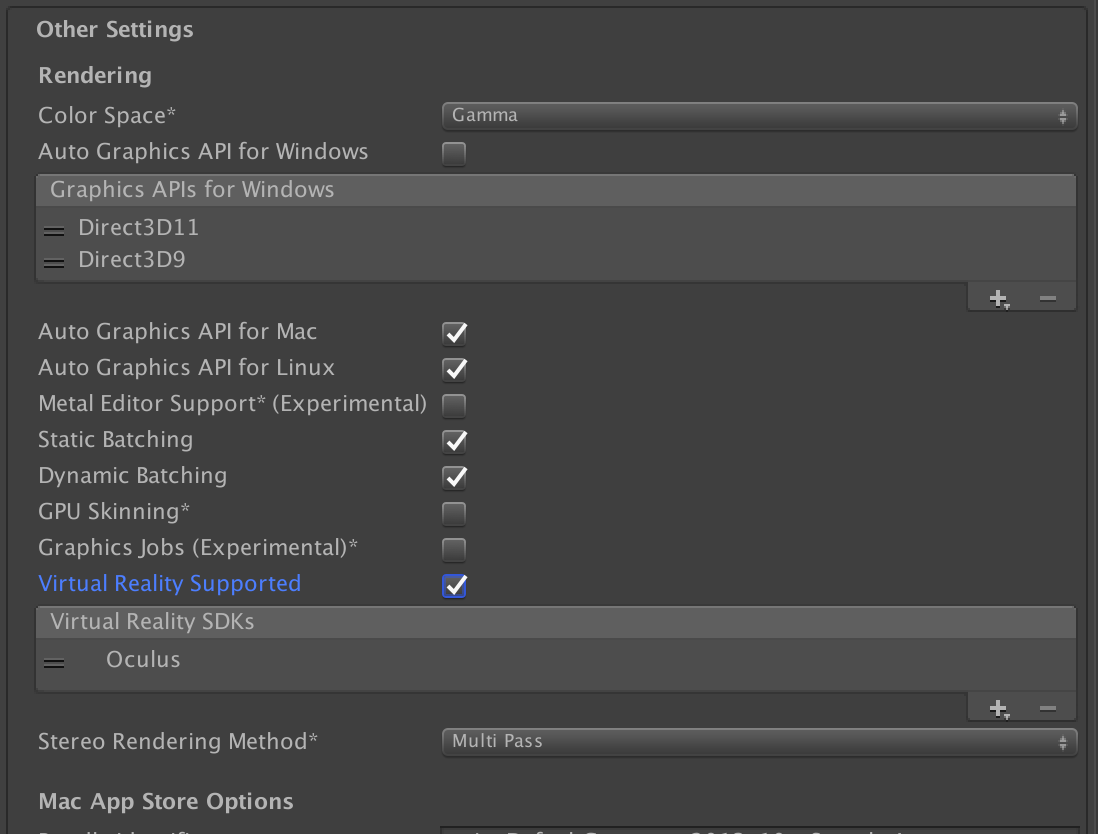 Other Settings
Rendering
Color Space* Gamma
Auto Graphics API for Windows
Graphics APIs for Windows
Direct3D11
Direct3D9
Auto Graphics API for Mac
Auto Graphics API for Linux
Metal Editor Support* (Experimental)
Static Batching
Dynamic Batching
GPU Skinning*
Graphics Jobs (Experimental)*
Virtual Reality Supported
Virtual Reality SDKs
Oculus
Stereo Rendering Method* Multi Pass
Mac App Store Options